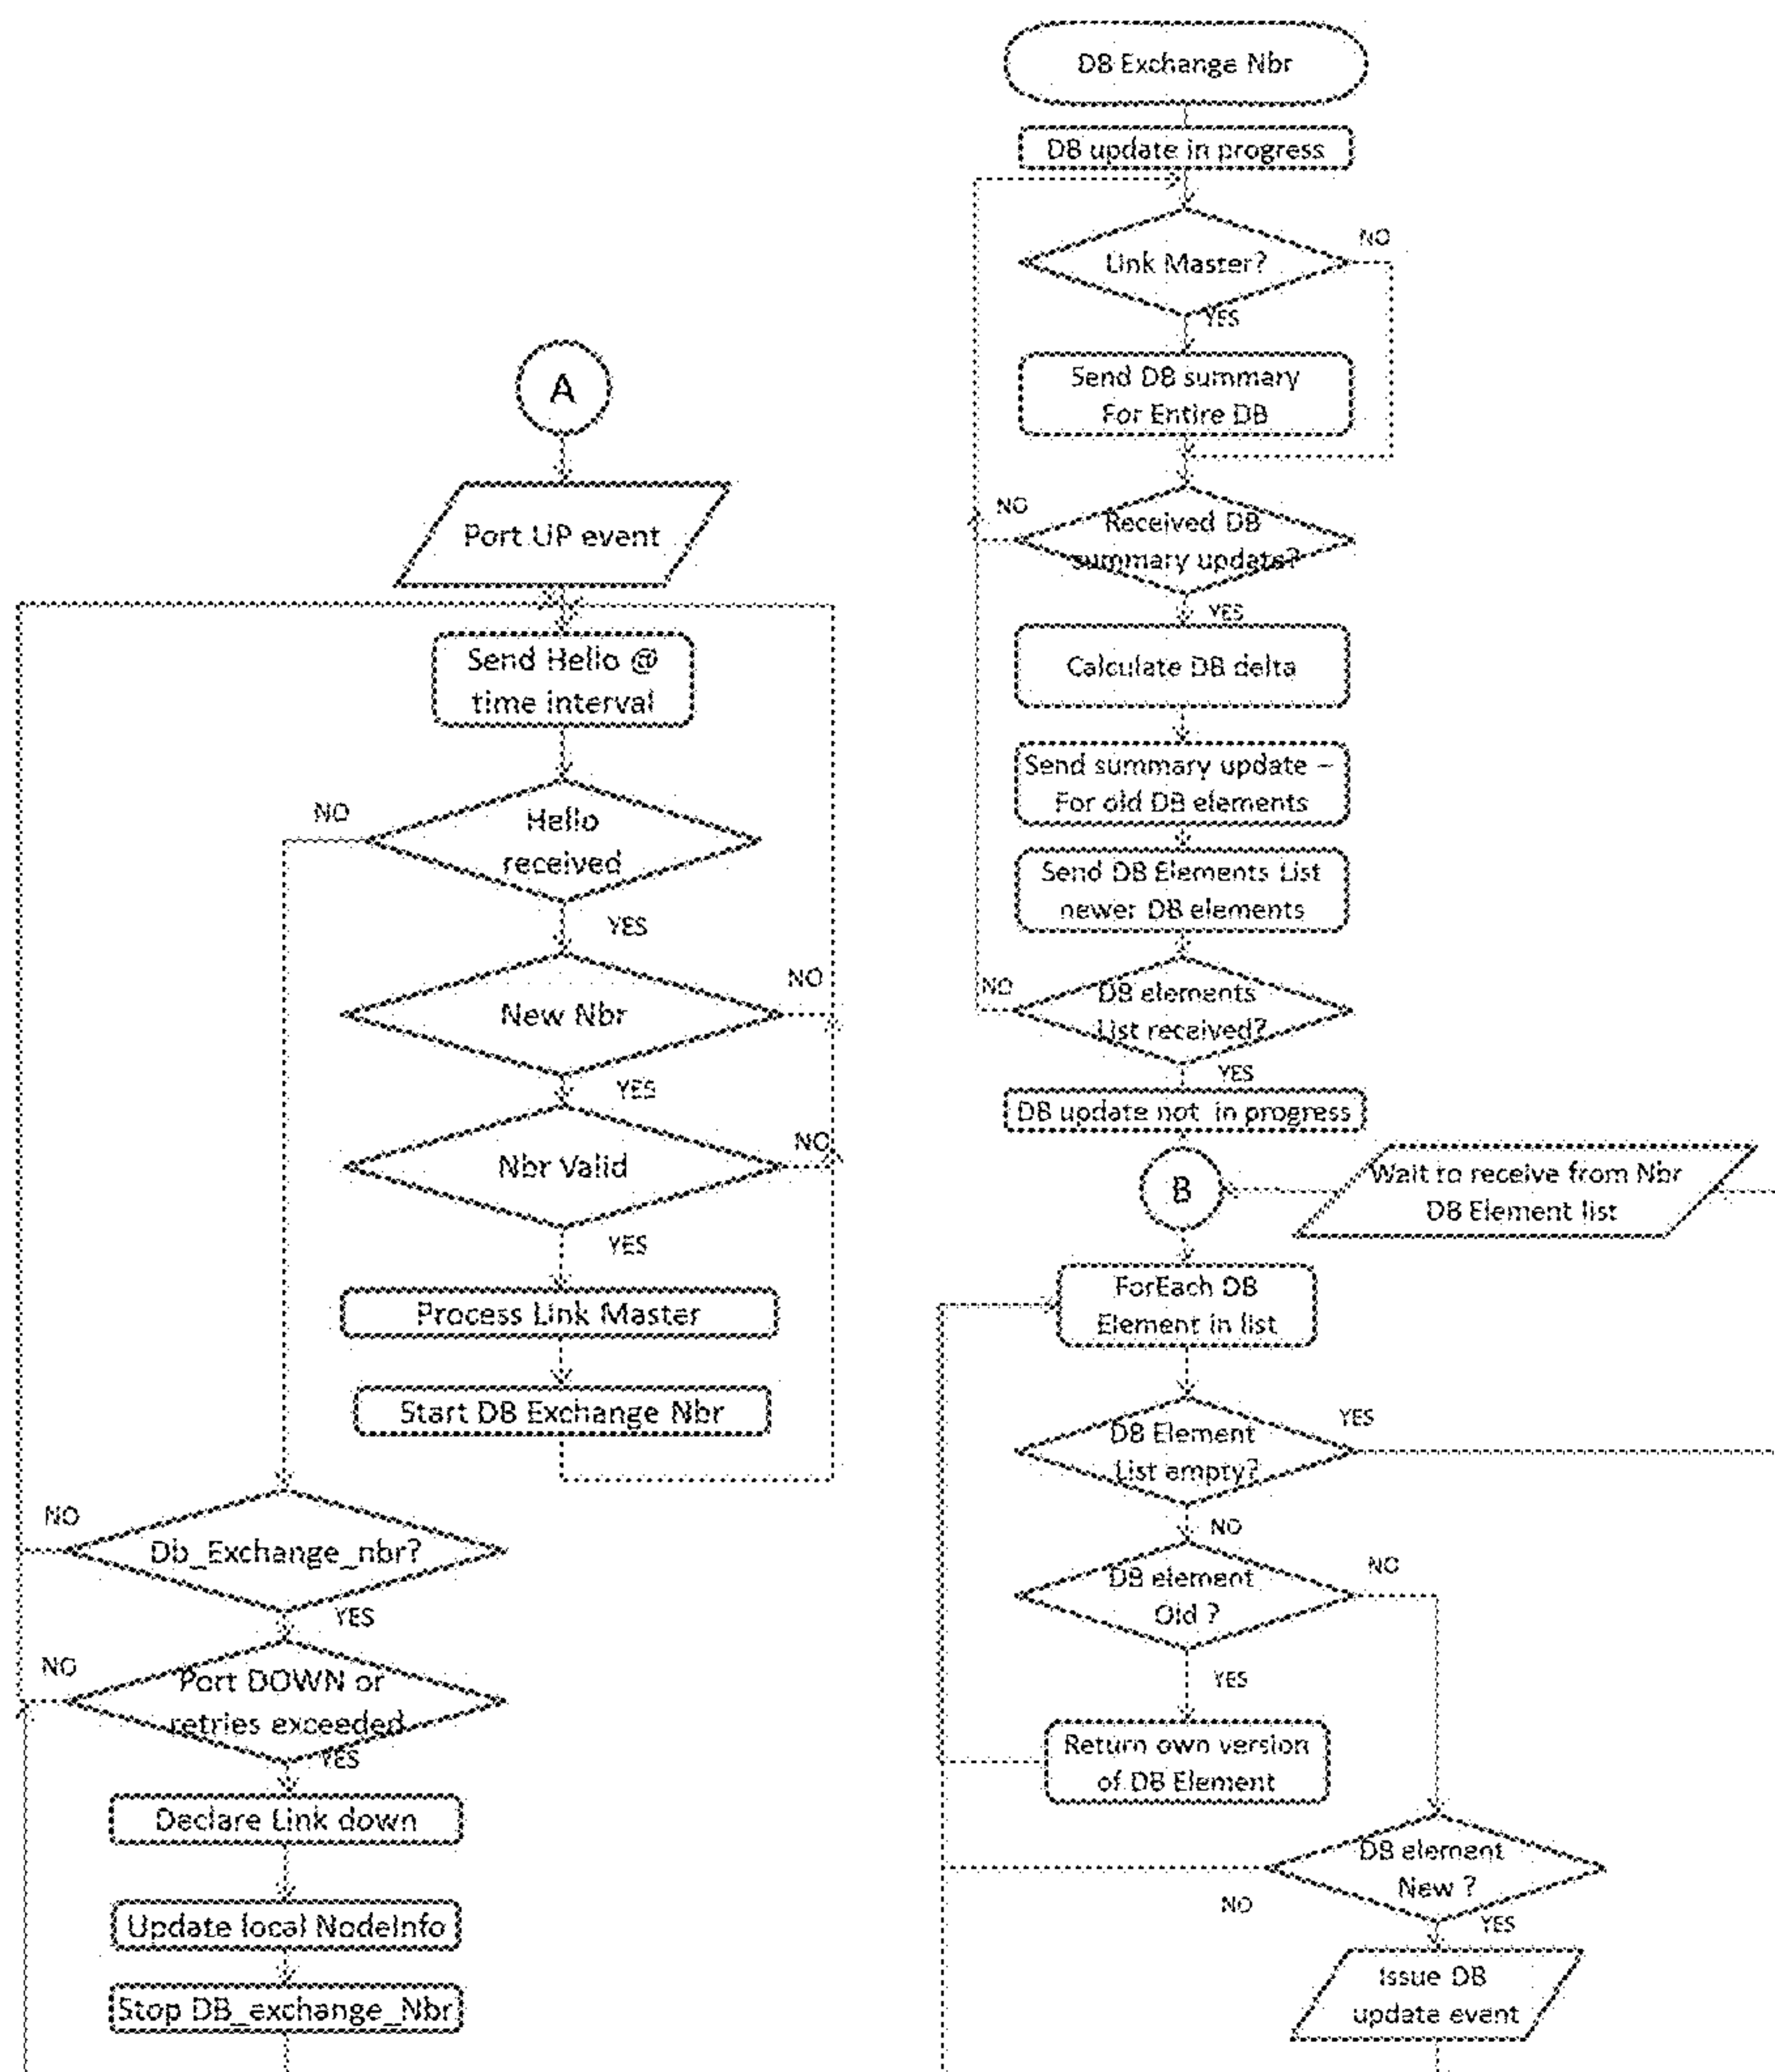 A
Port UP event
Send Hello @
time interval
Hello
received
NO
YES
New Nbr
NO
YES
Nbr Valid
NO
YES
Process Link Master
Start DB Exchange Nbr
Db_Exchange_nbr?
NO
YES
Port DOWN or
retries exceeded
NO
YES
Declare Link down
Update local NodeInfo
Stop DB_exchange_Nbr
DB Exchange Nbr
DB update in progress
Link Master?
NO
YES
Send DB summary
For Entire DB
Received DB
summary update?
NO
YES
Calculate DB delta
Send summary update –
For old DB elements
Send DB Elements List
newer DB elements
DB elements
List received?
NO
YES
DB update not in progress
B
Wait to receive from Nbr
DB Element list
ForEach DB
Element in list
DB Element
List ampty?
YES
NO
DB element
Old ?
NO
YES
Return own version
of DB Element
DB element
New ?
NO
YES
Issue DB
update event